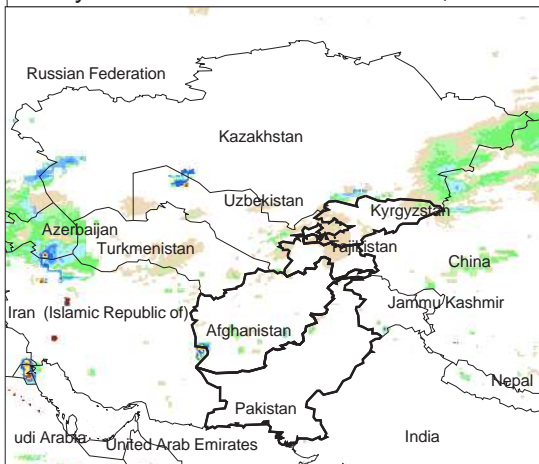 Russian Federation
Kazakhstan
Uzbekistan
Kyrgyzstan
Azerbaijan
Turkmenistan
Tajikistan
China
Jammu/Kashmir
Iran (Islamic Republic of)
Afghanistan
Nepal
Pakistan
udi Arabia
United Arab Emirates
India